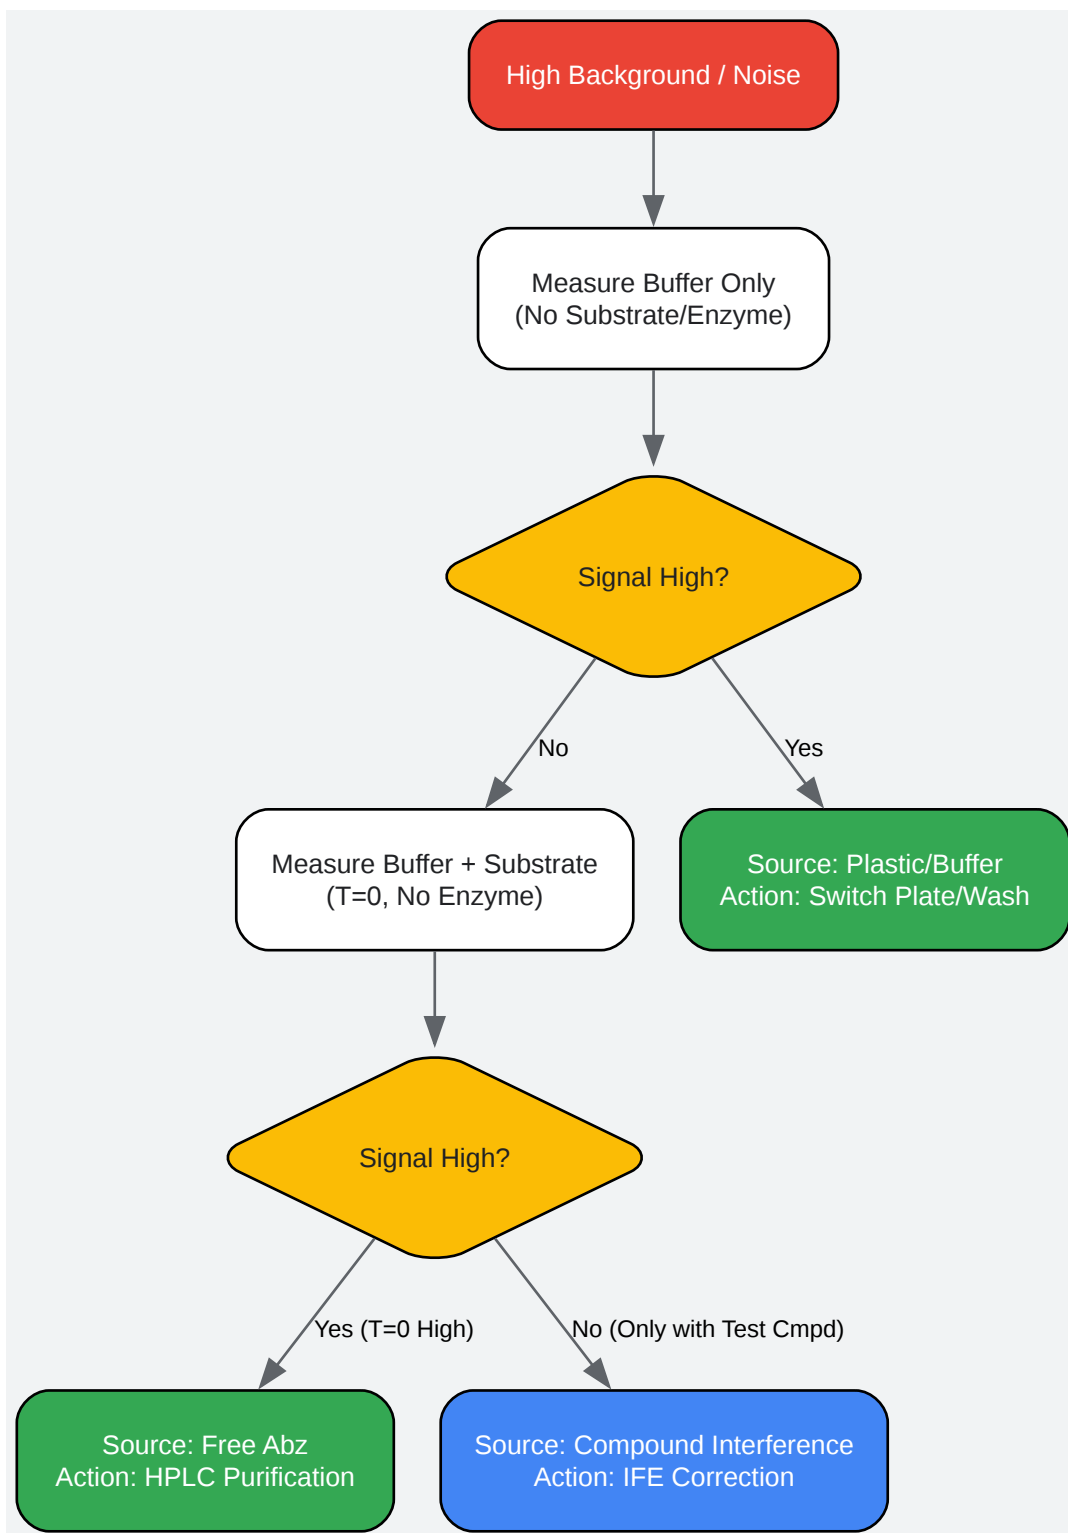 High Background / Noise
Measure Buffer Only
(No Substrate/Enzyme)
Signal High?
No
Yes
Measure Buffer + Substrate
(T=0, No Enzyme)
Source: Plastic/Buffer
Action: Switch Plate/Wash
Signal High?
Yes (T=0 High)
No (Only with Test Cmpd)
Source: Free Abz
Action: HPLC Purification
Source: Compound Interference
Action: IFE Correction